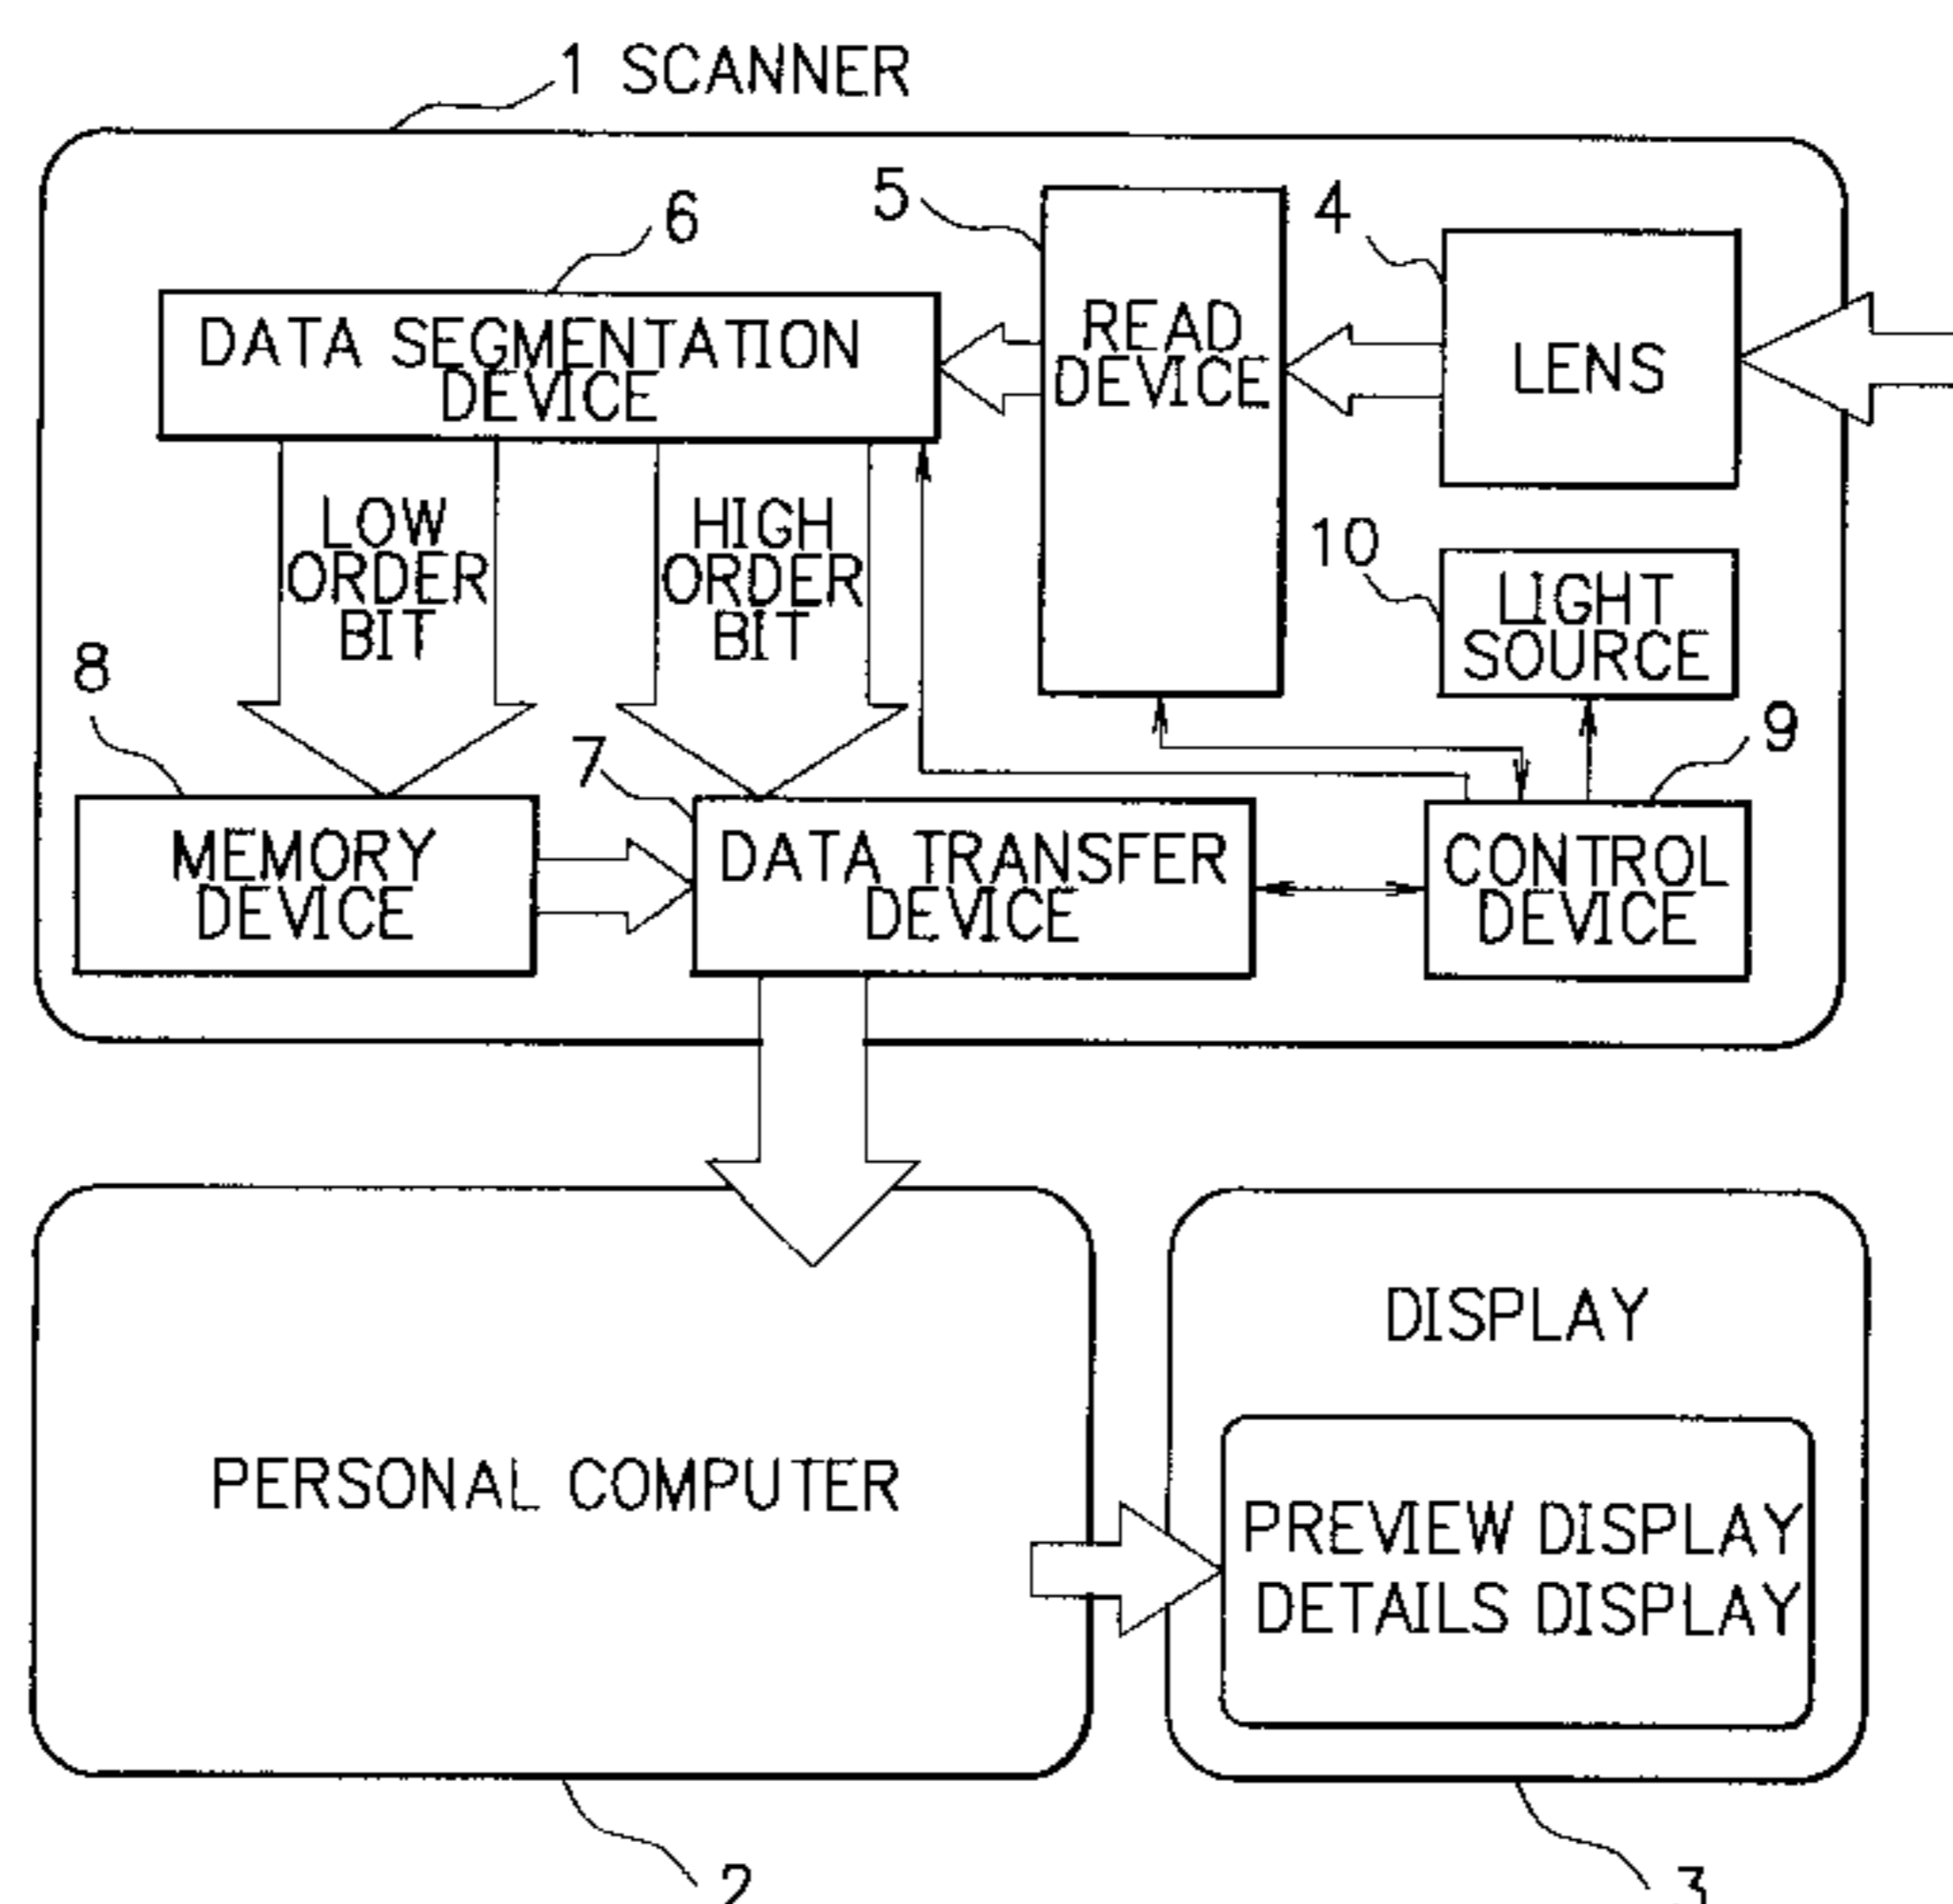 1 SCANNER
5
4
6
READ
DEVICE
LENS
DATA SEGMENTATION
DEVICE
LOW
ORDER
BIT
HIGH
ORDER
BIT
10
LIGHT
SOURCE
8
7
9
MEMORY
DEVICE
DATA TRANSFER
DEVICE
CONTROL
DEVICE
DISPLAY
PERSONAL COMPUTER
PREVIEW DISPLAY
DETAILS DISPLAY
2
3